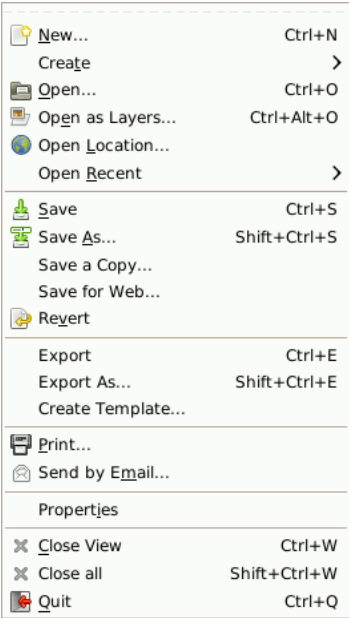 New... Ctrl+N
Create
Open... Ctrl+O
Open as Layers... Ctrl+Alt+O
Open Location...
Open Recent
Save Ctrl+S
Save As... Shift+Ctrl+S
Save a Copy...
Save for Web...
Revert
Export Ctrl+E
Export As... Shift+Ctrl+E
Create Template...
Print...
Send by Email...
Properties
Close View Ctrl+W
Close all Shift+Ctrl+W
Quit Ctrl+Q